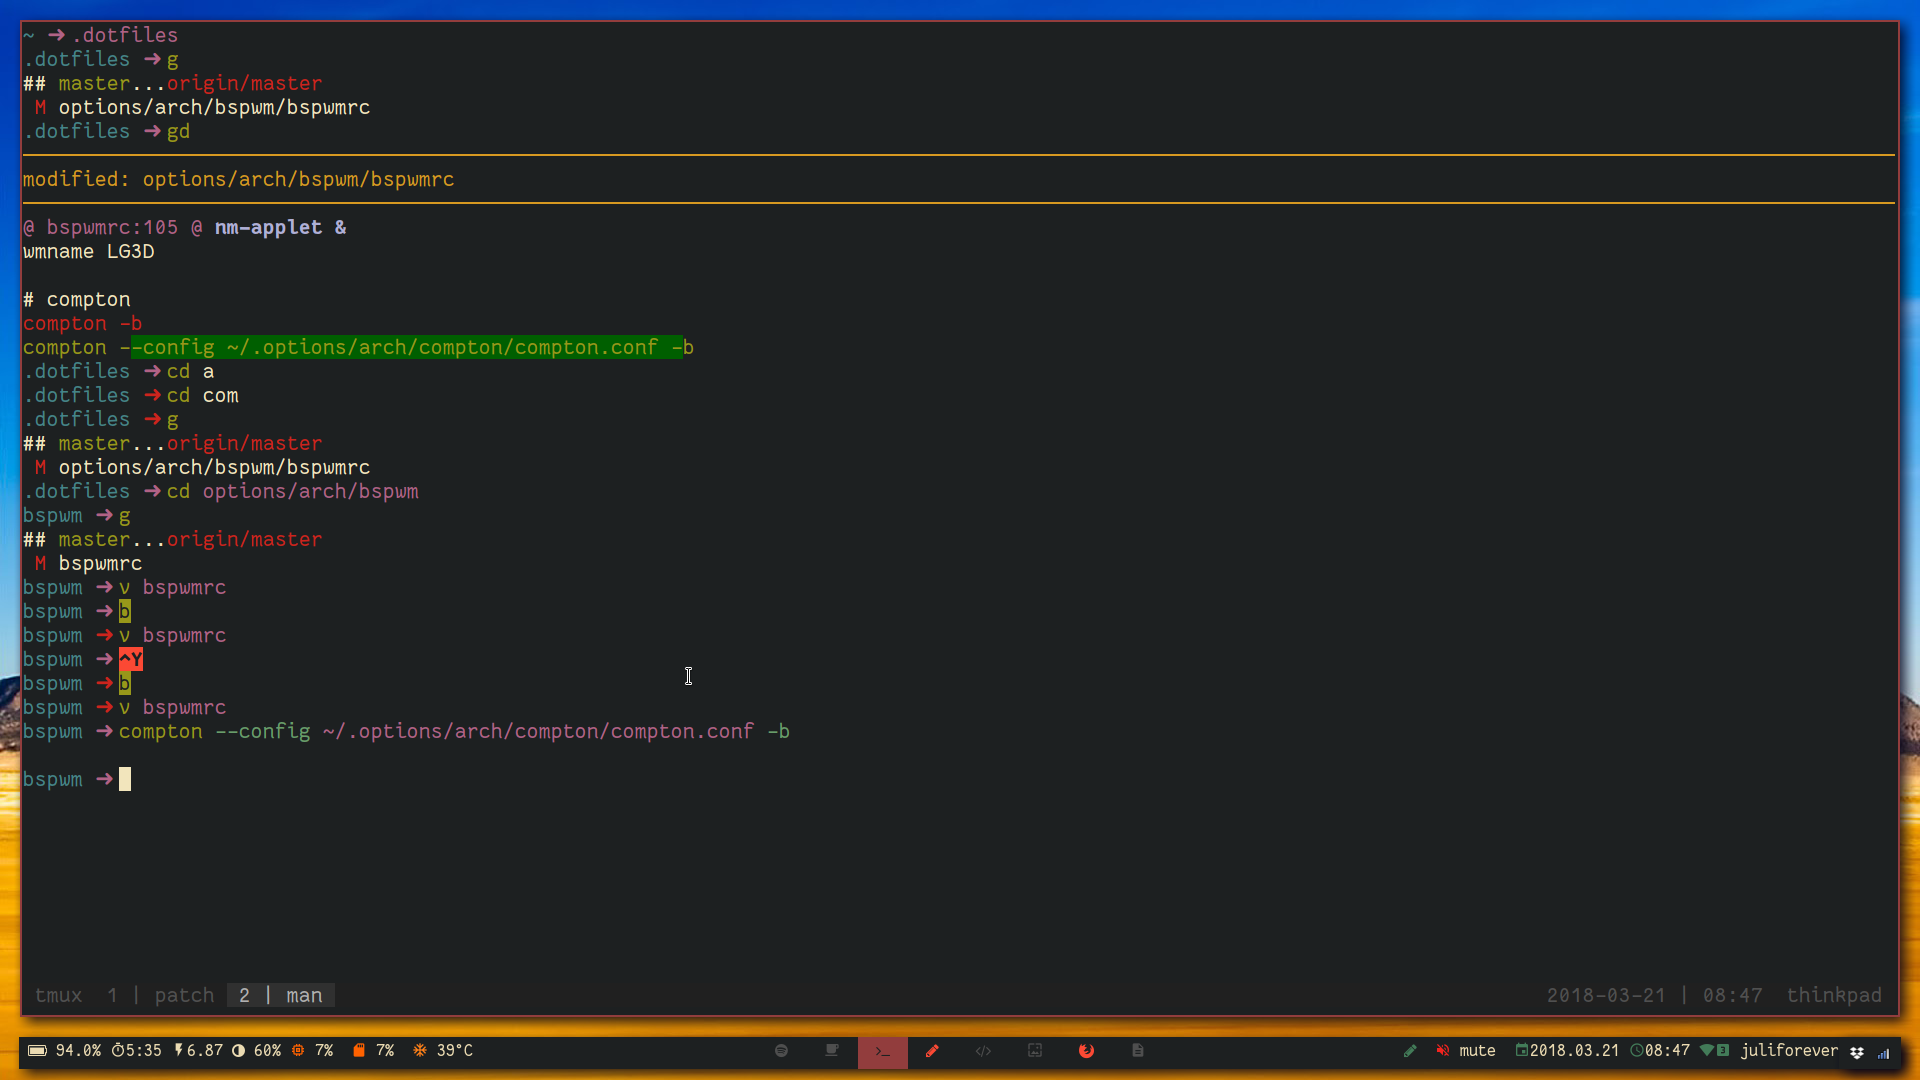 ~ ➜ .dotfiles
.dotfiles ➜ g
## master...origin/master
 M options/arch/bspwm/bspwmrc
.dotfiles ➜ gd
modified: options/arch/bspwm/bspwmrc
@ bspwmrc:105 @ nm-applet &
wmname LG3D
# compton
compton -b
compton --config ~/.options/arch/compton/compton.conf -b
.dotfiles ➜ cd a
.dotfiles ➜ cd com
.dotfiles ➜ g
## master...origin/master
 M options/arch/bspwm/bspwmrc
.dotfiles ➜ cd options/arch/bspwm
bspwm ➜ g
## master...origin/master
 M bspwmrc
bspwm ➜ v bspwmrc
bspwm ➜ b
bspwm ➜ v bspwmrc
bspwm ➜ ^Y
bspwm ➜ b
bspwm ➜ v bspwmrc
bspwm ➜ compton --config ~/.options/arch/compton/compton.conf -b
bspwm ➜
tmux 1 | patch 2 | man 2018-03-21 | 08:47 thinkpad
94.0% 5:35 6.87 60% 7% 7% 39°C >_ </> mute 2018.03.21 08:47 3 juliforever